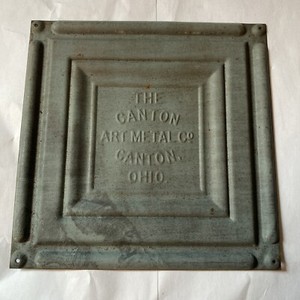 THE
CANTON
ART METAL Co
CANTON,
OHIO